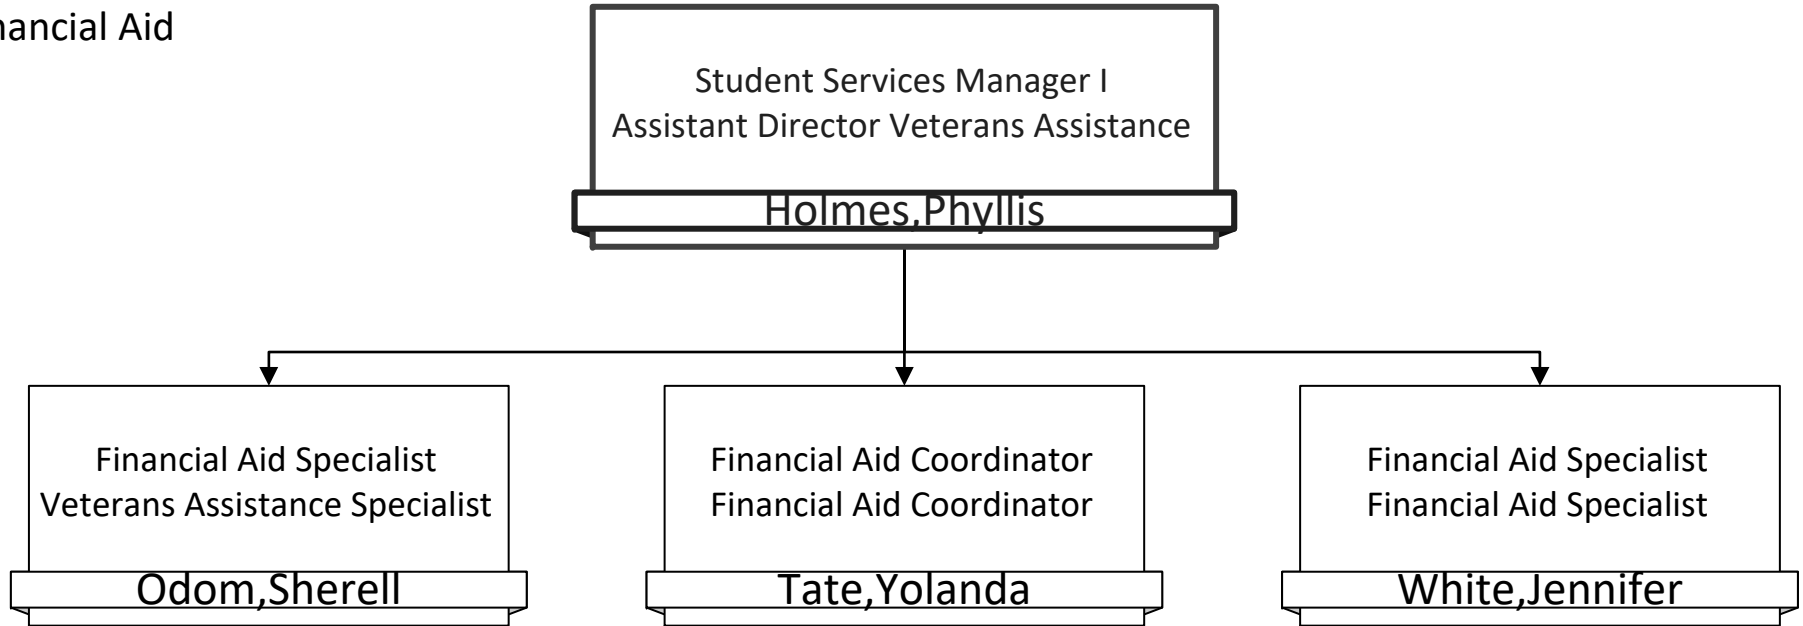 nancial Aid
Student Services Manager I
Assistant Director Veterans Assistance
Holmes,Phyllis
Financial Aid Specialist
Veterans Assistance Specialist
Odom,Sherell
Financial Aid Coordinator
Financial Aid Coordinator
Tate,Yolanda
Financial Aid Specialist
Financial Aid Specialist
White,Jennifer